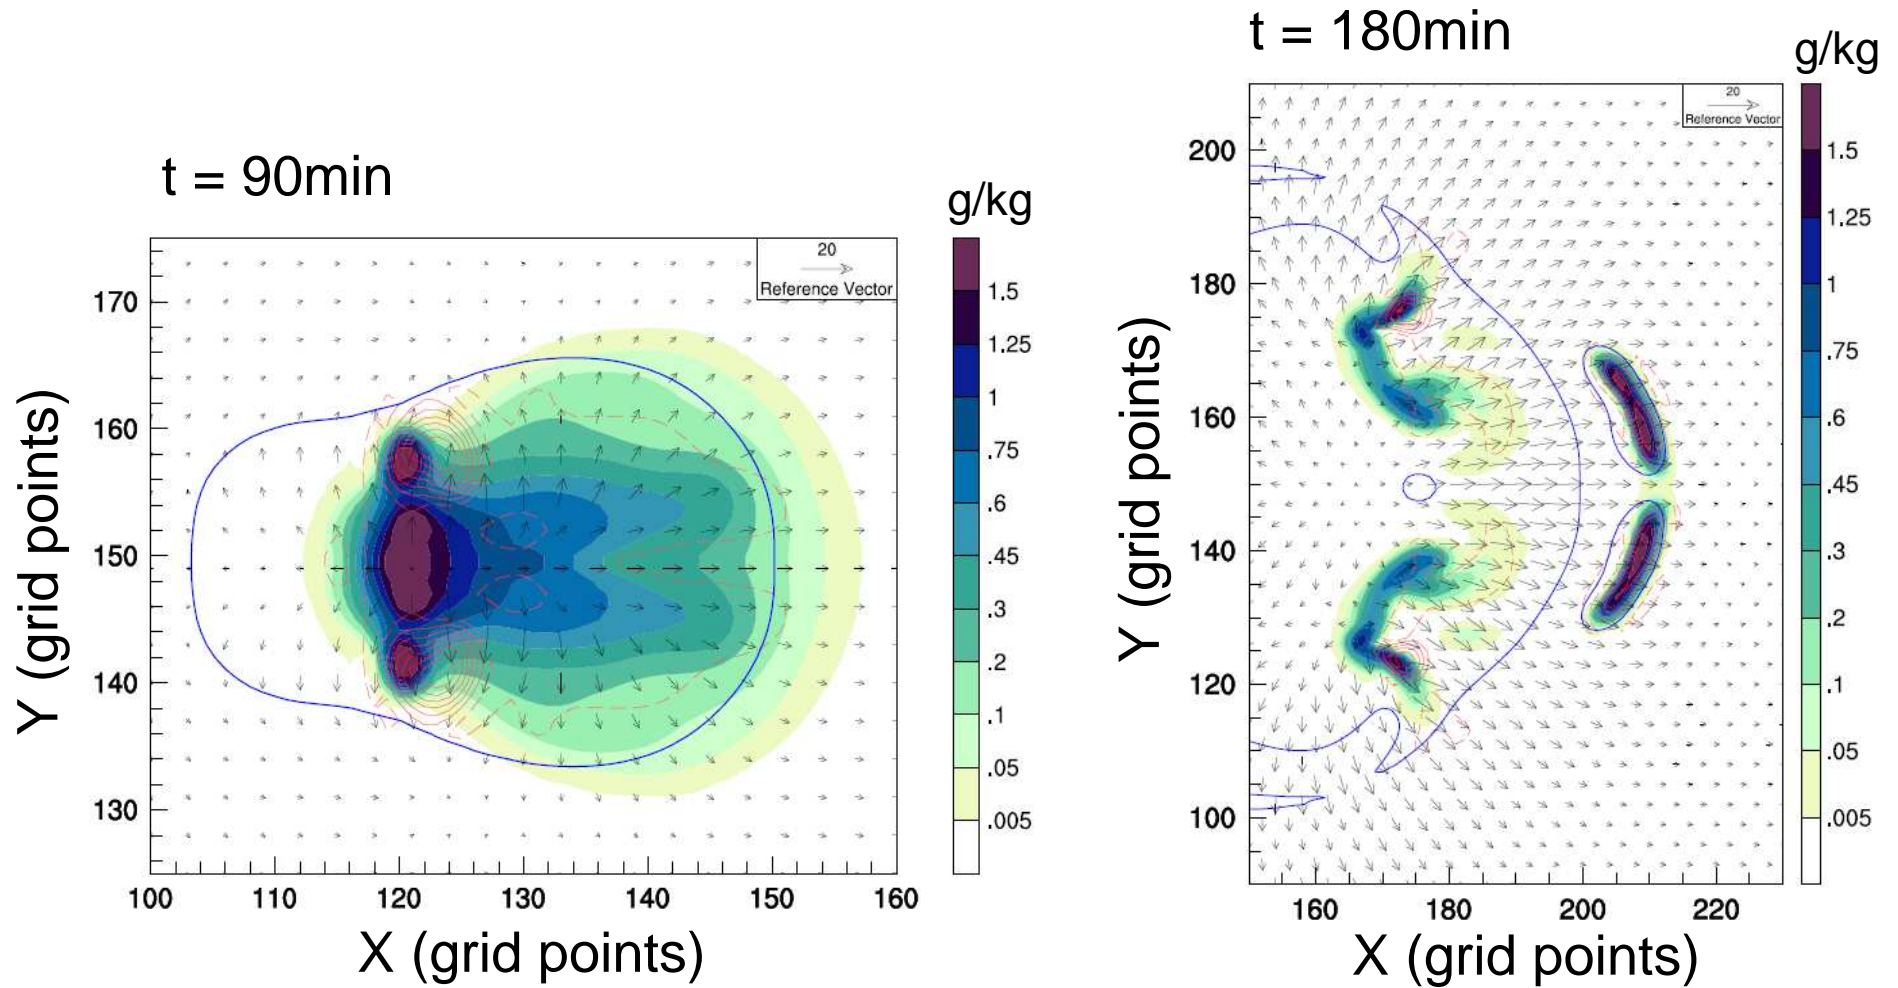 t = 90min
g/kg
20
Reference Vector
170
160
150
140
130
100 110 120 130 140 150 160
X (grid points)
Y (grid points)
1.5
1.25
1
.75
.6
.45
.3
.2
.1
.05
.005
t = 180min
g/kg
20
Reference Vector
200
180
160
140
120
100
160 180 200 220
X (grid points)
Y (grid points)
1.5
1.25
1
.75
.6
.45
.3
.2
.1
.05
.005